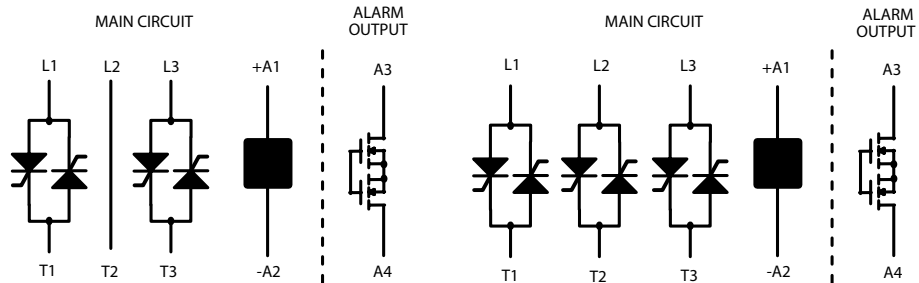 MAIN CIRCUIT
ALARM
OUTPUT
L1 L2 L3 +A1 A3
T1 T2 T3 -A2 A4
MAIN CIRCUIT
ALARM
OUTPUT
L1 L2 L3 +A1 A3
T1 T2 T3 -A2 A4